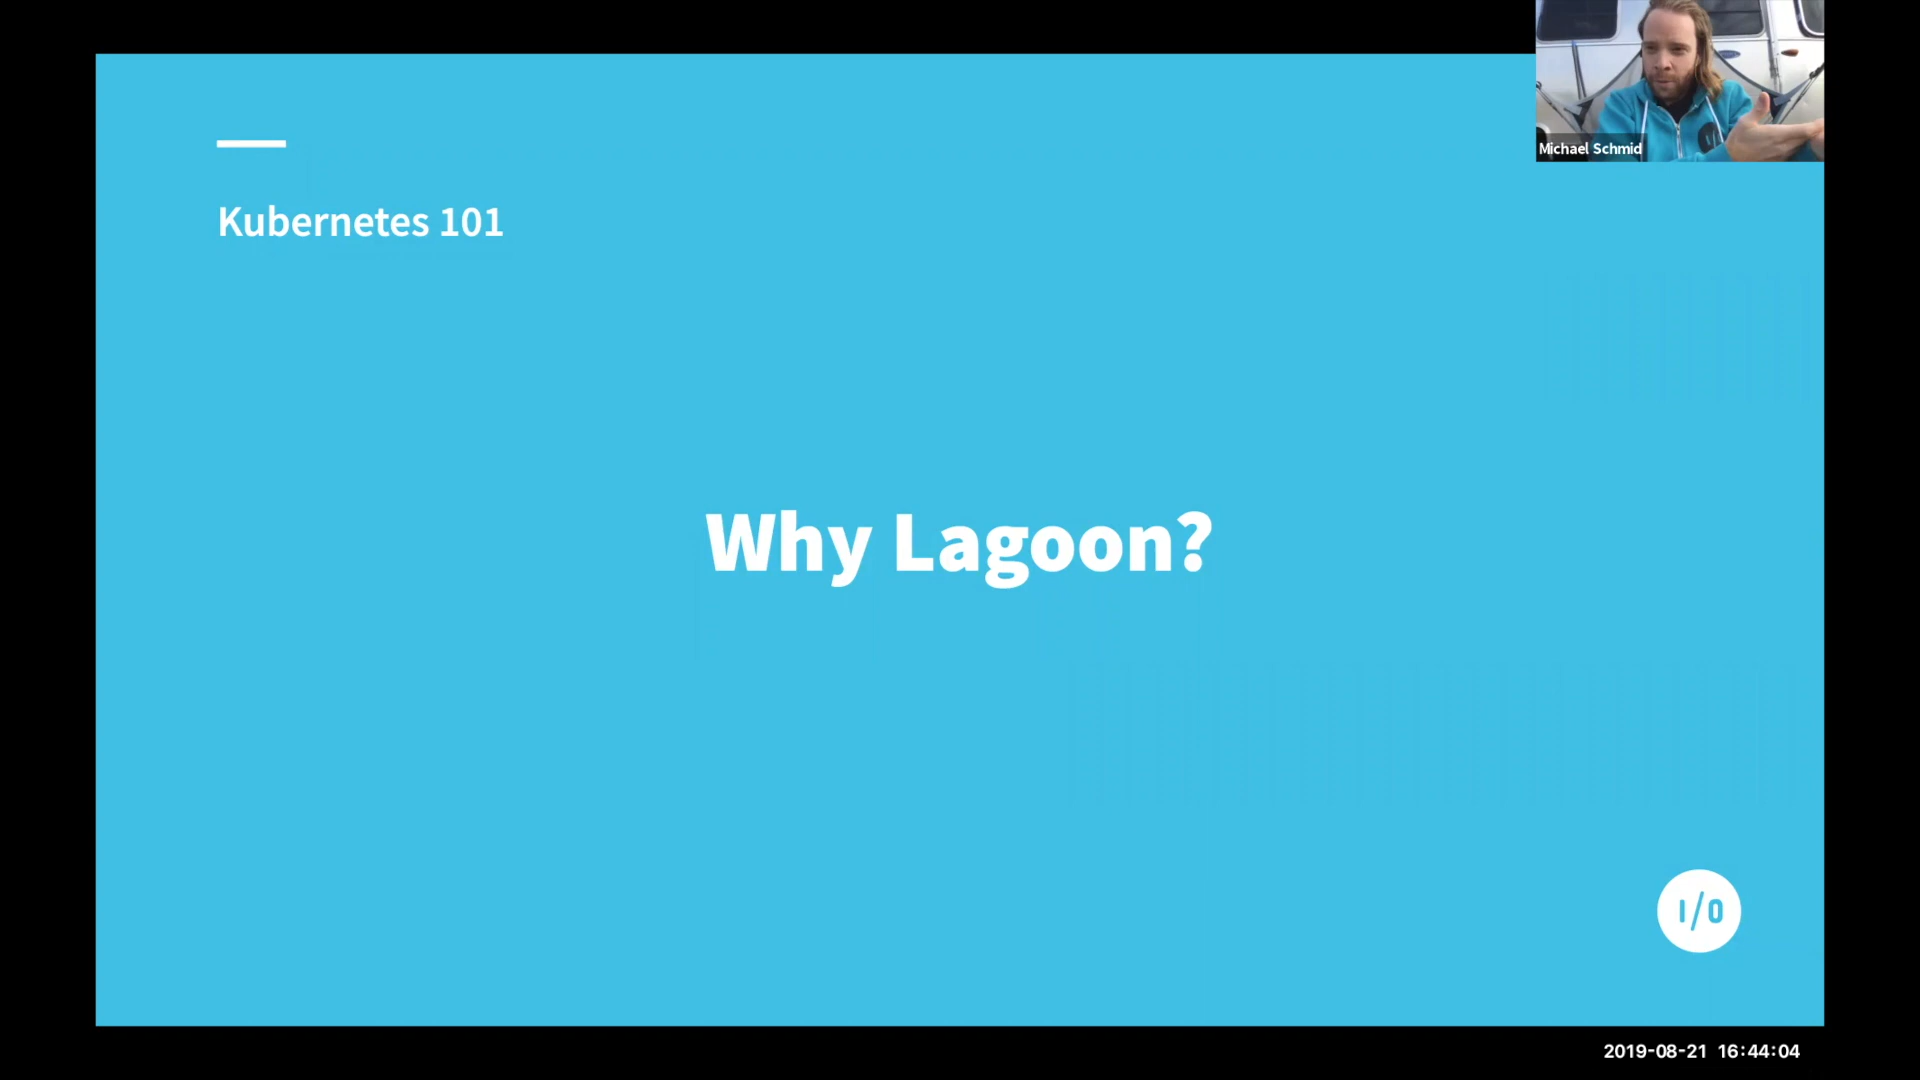 Michael Schmid
Kubernetes 101
Why Lagoon?
I/O
2019-08-21 16:44:04